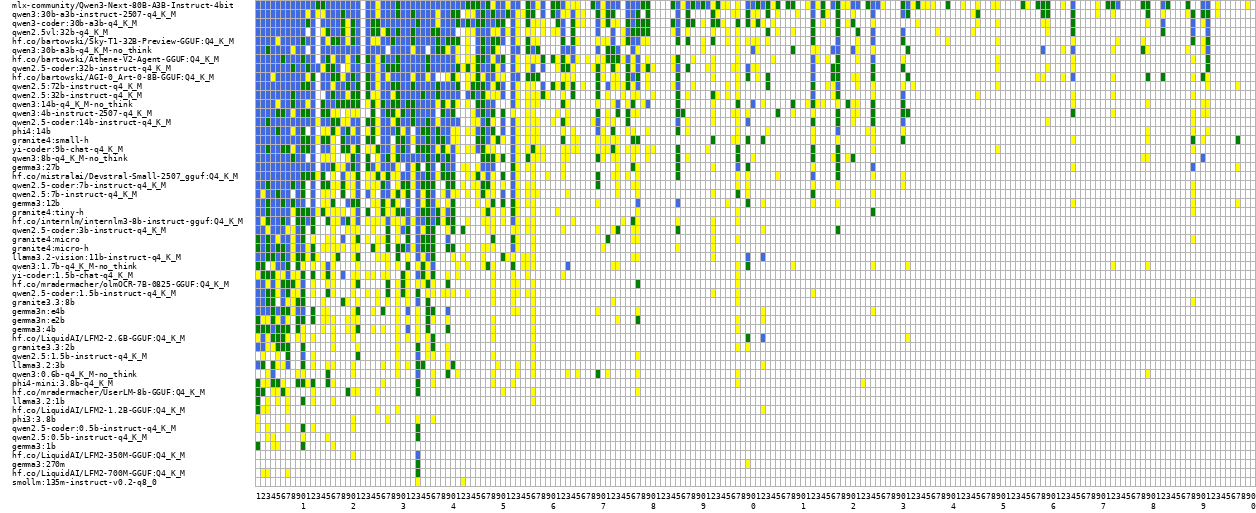 mlx-community/Qwen3-Next-80B-A3B-Instruct-4bit
qwen3:30b-a3b-instruct-2507-q4_K_M
qwen3-coder:30b-a3b-q4_K_M
qwen2.5vl:32b-q4_K_M
hf.co/bartowski/Sky-T1-32B-Preview-GGUF:Q4_K_M
qwen3:30b-a3b-q4_K_M-no_think
hf.co/bartowski/Athene-V2-Agent-GGUF:Q4_K_M
qwen2.5-coder:32b-instruct-q4_K_M
hf.co/bartowski/AGI-0_Art-0-8B-GGUF:Q4_K_M
qwen2.5:72b-instruct-q4_K_M
qwen2.5:32b-instruct-q4_K_M
qwen3:14b-q4_K_M-no_think
qwen3:4b-instruct-2507-q4_K_M
qwen2.5-coder:14b-instruct-q4_K_M
phi4:14b
granite4:small-h
yi-coder:9b-chat-q4_K_M
qwen3:8b-q4_K_M-no_think
gemma3:27b
hf.co/mistralai/Devstral-Small-2507_gguf:Q4_K_M
qwen2.5-coder:7b-instruct-q4_K_M
qwen2.5:7b-instruct-q4_K_M
gemma3:12b
granite4:tiny-h
hf.co/internlm/internlm3-8b-instruct-gguf:Q4_K_M
qwen2.5-coder:3b-instruct-q4_K_M
granite4:micro
granite4:micro-h
llama3.2-vision:11b-instruct-q4_K_M
qwen3:1.7b-q4_K_M-no_think
yi-coder:1.5b-chat-q4_K_M
hf.co/mradermacher/olmOCR-7B-0825-GGUF:Q4_K_M
qwen2.5-coder:1.5b-instruct-q4_K_M
granite3.3:8b
gemma3n:e4b
gemma3n:e2b
gemma3:4b
hf.co/LiquidAI/LFM2-2.6B-GGUF:Q4_K_M
granite3.3:2b
qwen2.5:1.5b-instruct-q4_K_M
llama3.2:3b
qwen3:0.6b-q4_K_M-no_think
phi4-mini:3.8b-q4_K_M
hf.co/mradermacher/UserLM-8b-GGUF:Q4_K_M
llama3.2:1b
hf.co/LiquidAI/LFM2-1.2B-GGUF:Q4_K_M
phi3:3.8b
qwen2.5-coder:0.5b-instruct-q4_K_M
qwen2.5:0.5b-instruct-q4_K_M
gemma3:1b
hf.co/LiquidAI/LFM2-350M-GGUF:Q4_K_M
gemma3:270m
hf.co/LiquidAI/LFM2-700M-GGUF:Q4_K_M
smollm:135m-instruct-v0.2-q8_0
12345678901234567890123456789012345678901234567890123456789012345678901234567890123456789012345678901234567890123456789012345678901234567890123456789012345678901234567890123456789012345678901234567890
1 2 3 4 5 6 7 8 9 0 1 2 3 4 5 6 7 8 9 0